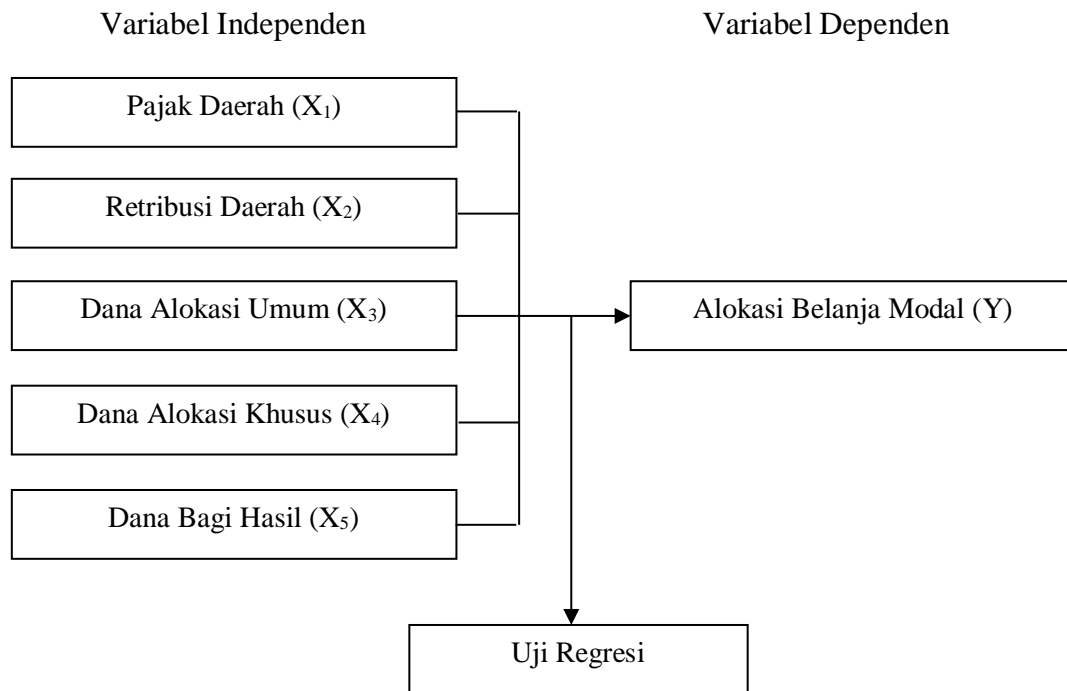 Variabel Independen
Variabel Dependen
Pajak Daerah (X₁)
Retribusi Daerah (X₂)
Dana Alokasi Umum (X₃)
Alokasi Belanja Modal (Y)
Dana Alokasi Khusus (X₄)
Dana Bagi Hasil (X₅)
Uji Regresi